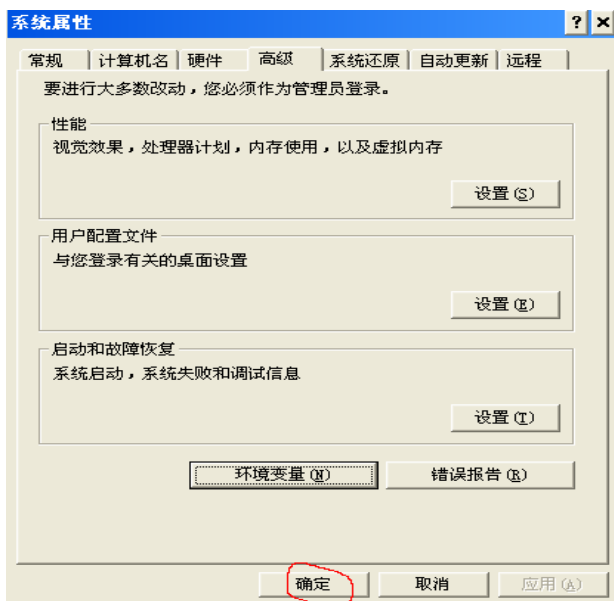 系统属性
常规 计算机名 硬件 高级 系统还原 自动更新 远程
要进行大多数改动，您必须作为管理员登录。
性能
视觉效果，处理器计划，内存使用，以及虚拟内存
设置(S)
用户配置文件
与您登录有关的桌面设置
设置(E)
启动和故障恢复
系统启动，系统失败和调试信息
设置(T)
环境变量(N) 错误报告(R)
确定 取消 应用(A)